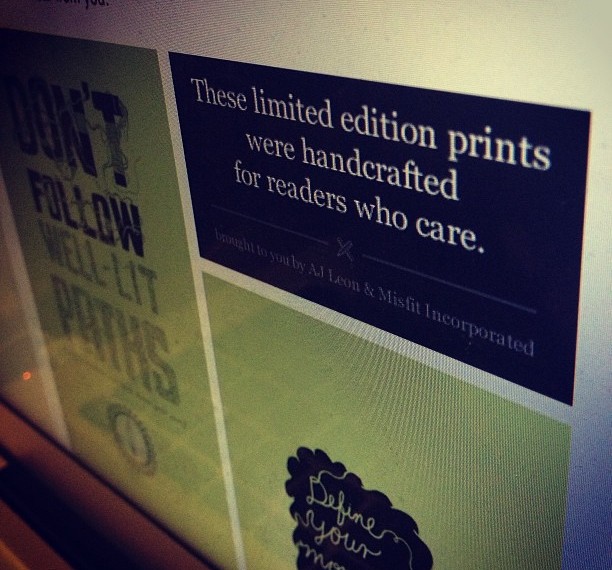 you.
DON'T
FOLLOW
WELL-LIT
PATHS
These limited edition prints
were handcrafted
for readers who care.
brought to you by AJ Leon & Misfit Incorporated
Define
your